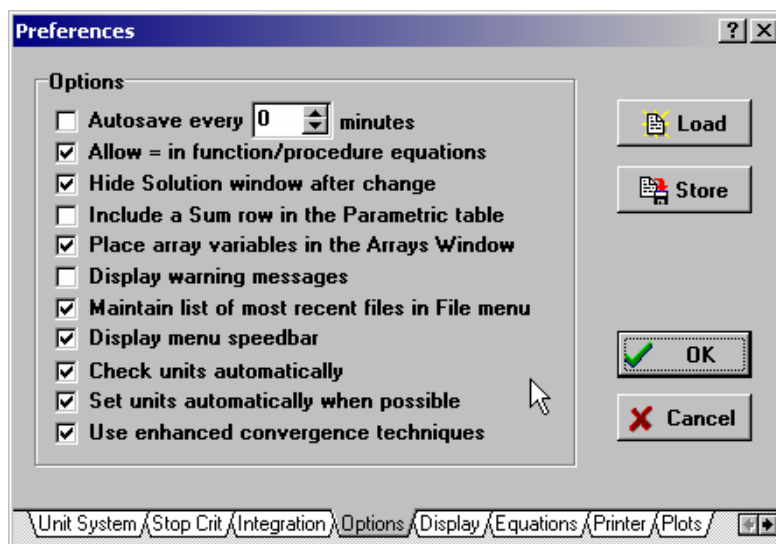 Preferences
Options
Autosave every 0 minutes
Allow = in function/procedure equations
Hide Solution window after change
Include a Sum row in the Parametric table
Place array variables in the Arrays Window
Display warning messages
Maintain list of most recent files in File menu
Display menu speedbar
Check units automatically
Set units automatically when possible
Use enhanced convergence techniques
Load
Store
OK
Cancel
Unit System Stop Crit Integration Options Display Equations Printer Plots